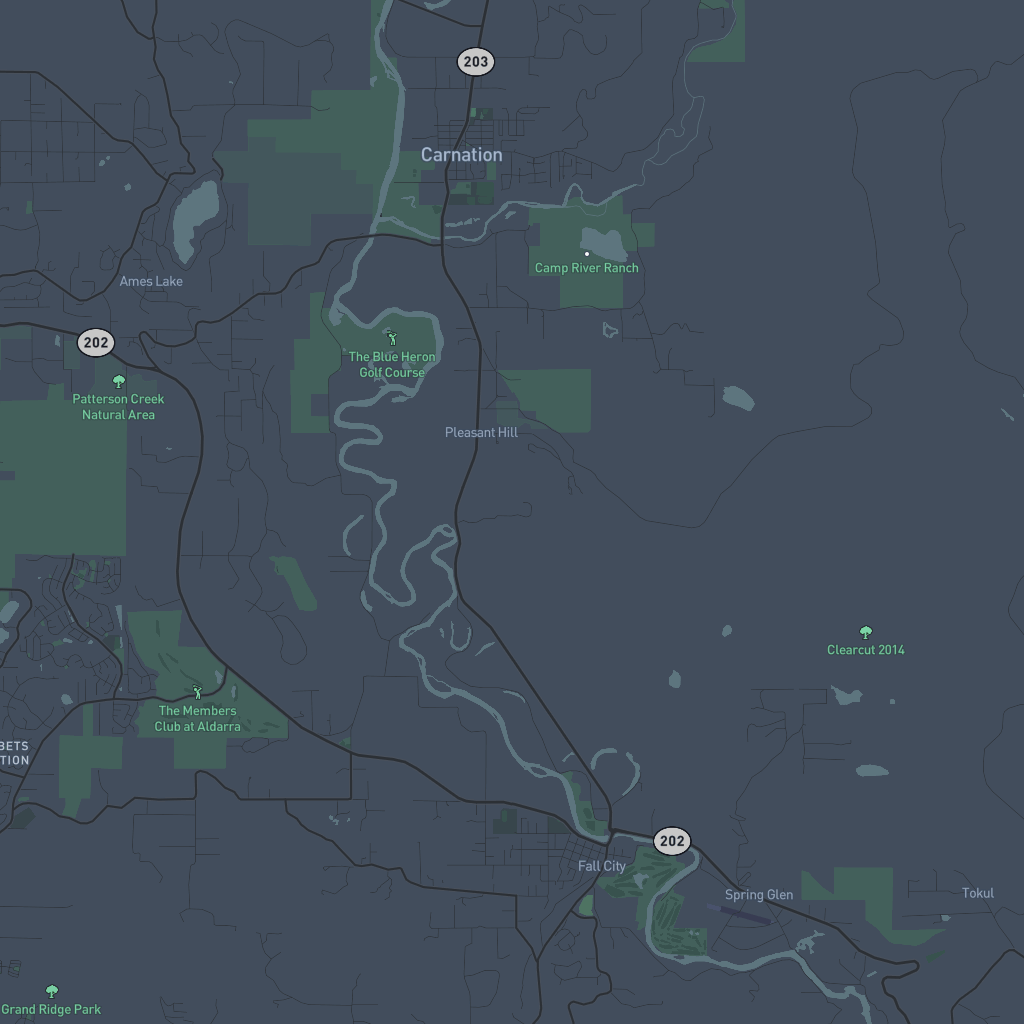 203
Carnation
Camp River Ranch
Ames Lake
202
The Blue Heron
Golf Course
Patterson Creek
Natural Area
Pleasant Hill
Clearcut 2014
The Members
Club at Aldarra
BETS
TION
202
Fall City
Spring Glen
Tokul
Grand Ridge Park